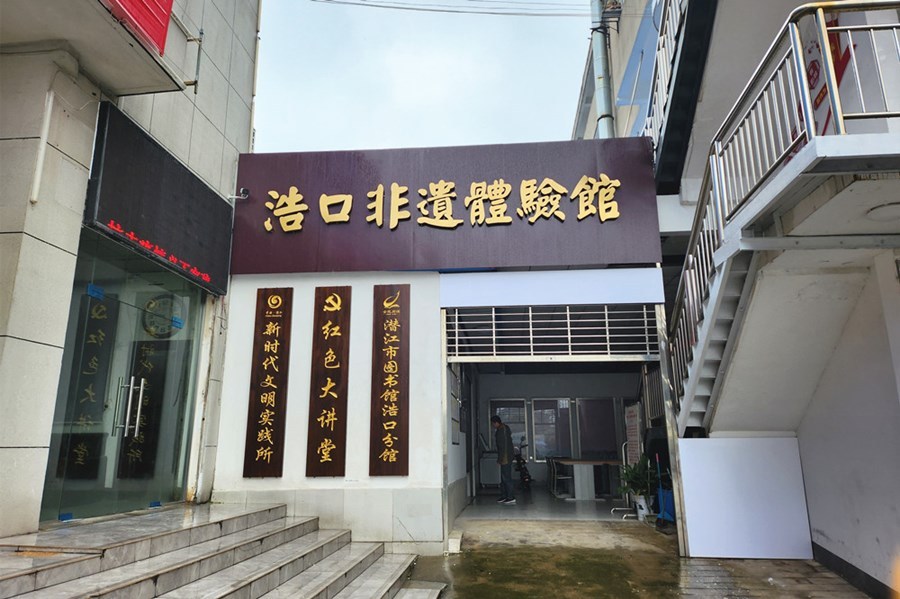 浩口非遺體驗館
新时代文明实践所
红色大讲堂
潜江市图书馆浩口分馆